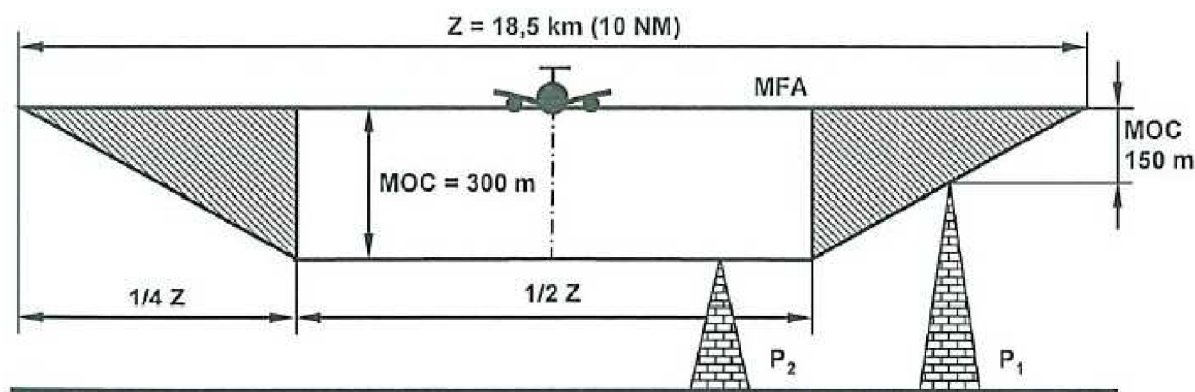 Z = 18,5 km (10 NM)
MFA
MOC
150 m
MOC = 300 m
1/4 Z
1/2 Z
P₂
P₁